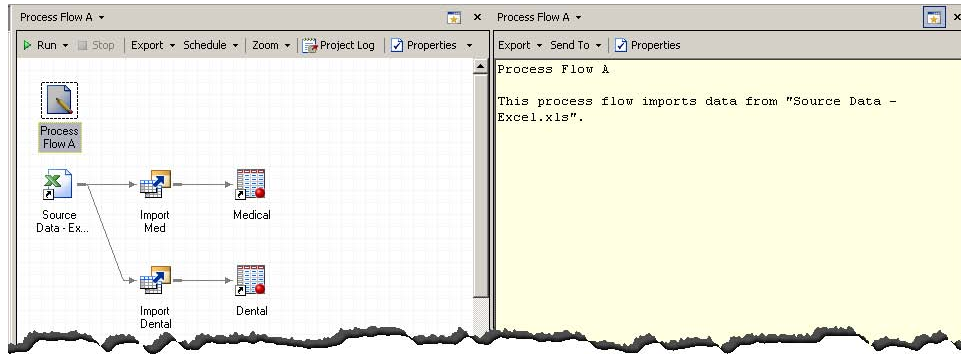 Process Flow A
Run Stop Export Schedule Zoom Project Log Properties
Process
Flow A
Source
Data - Ex...
Import
Med
Medical
Import
Dental
Dental
Process Flow A
Export Send To Properties
Process Flow A
This process flow imports data from "Source Data -
Excel.xls".